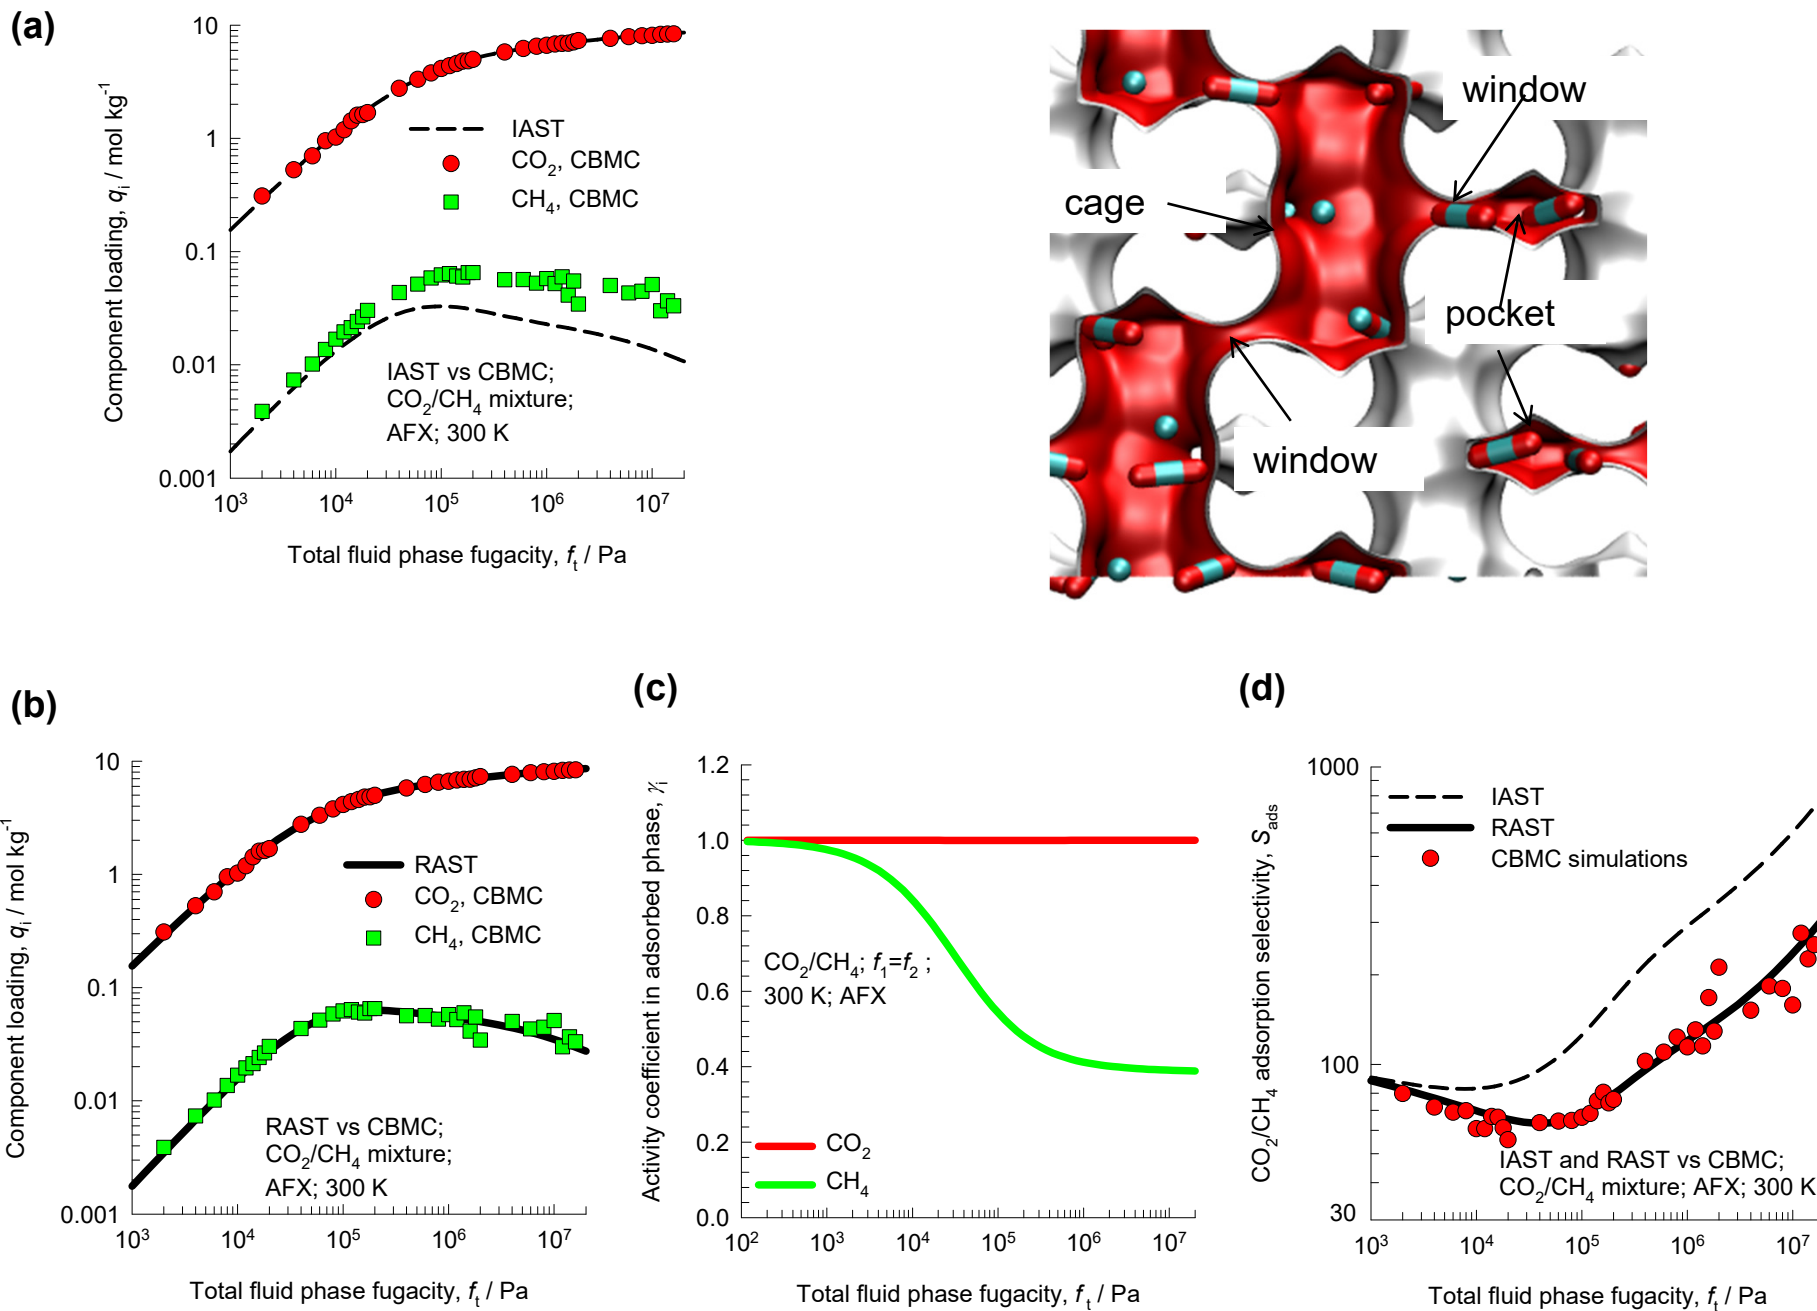 (a)
10
1
0.1
0.01
0.001
Component loading, qᵢ / mol kg⁻¹
IAST
CO₂, CBMC
CH₄, CBMC
IAST vs CBMC;
CO₂/CH₄ mixture;
AFX; 300 K
10³ 10⁴ 10⁵ 10⁶ 10⁷
Total fluid phase fugacity, fₜ / Pa
window
cage
pocket
window
(b)
10
1
0.1
0.01
0.001
Component loading, qᵢ / mol kg⁻¹
RAST
CO₂, CBMC
CH₄, CBMC
RAST vs CBMC;
CO₂/CH₄ mixture;
AFX; 300 K
10³ 10⁴ 10⁵ 10⁶ 10⁷
Total fluid phase fugacity, fₜ / Pa
(c)
1.2
1.0
0.8
0.6
0.4
0.2
0.0
Activity coefficient in adsorbed phase, γᵢ
CO₂/CH₄; f₁=f₂ ;
300 K; AFX
CO₂
CH₄
10² 10³ 10⁴ 10⁵ 10⁶ 10⁷
Total fluid phase fugacity, fₜ / Pa
(d)
1000
100
30
CO₂/CH₄ adsorption selectivity, S_ads
IAST
RAST
CBMC simulations
IAST and RAST vs CBMC;
CO₂/CH₄ mixture; AFX; 300 K
10³ 10⁴ 10⁵ 10⁶ 10⁷
Total fluid phase fugacity, fₜ / Pa